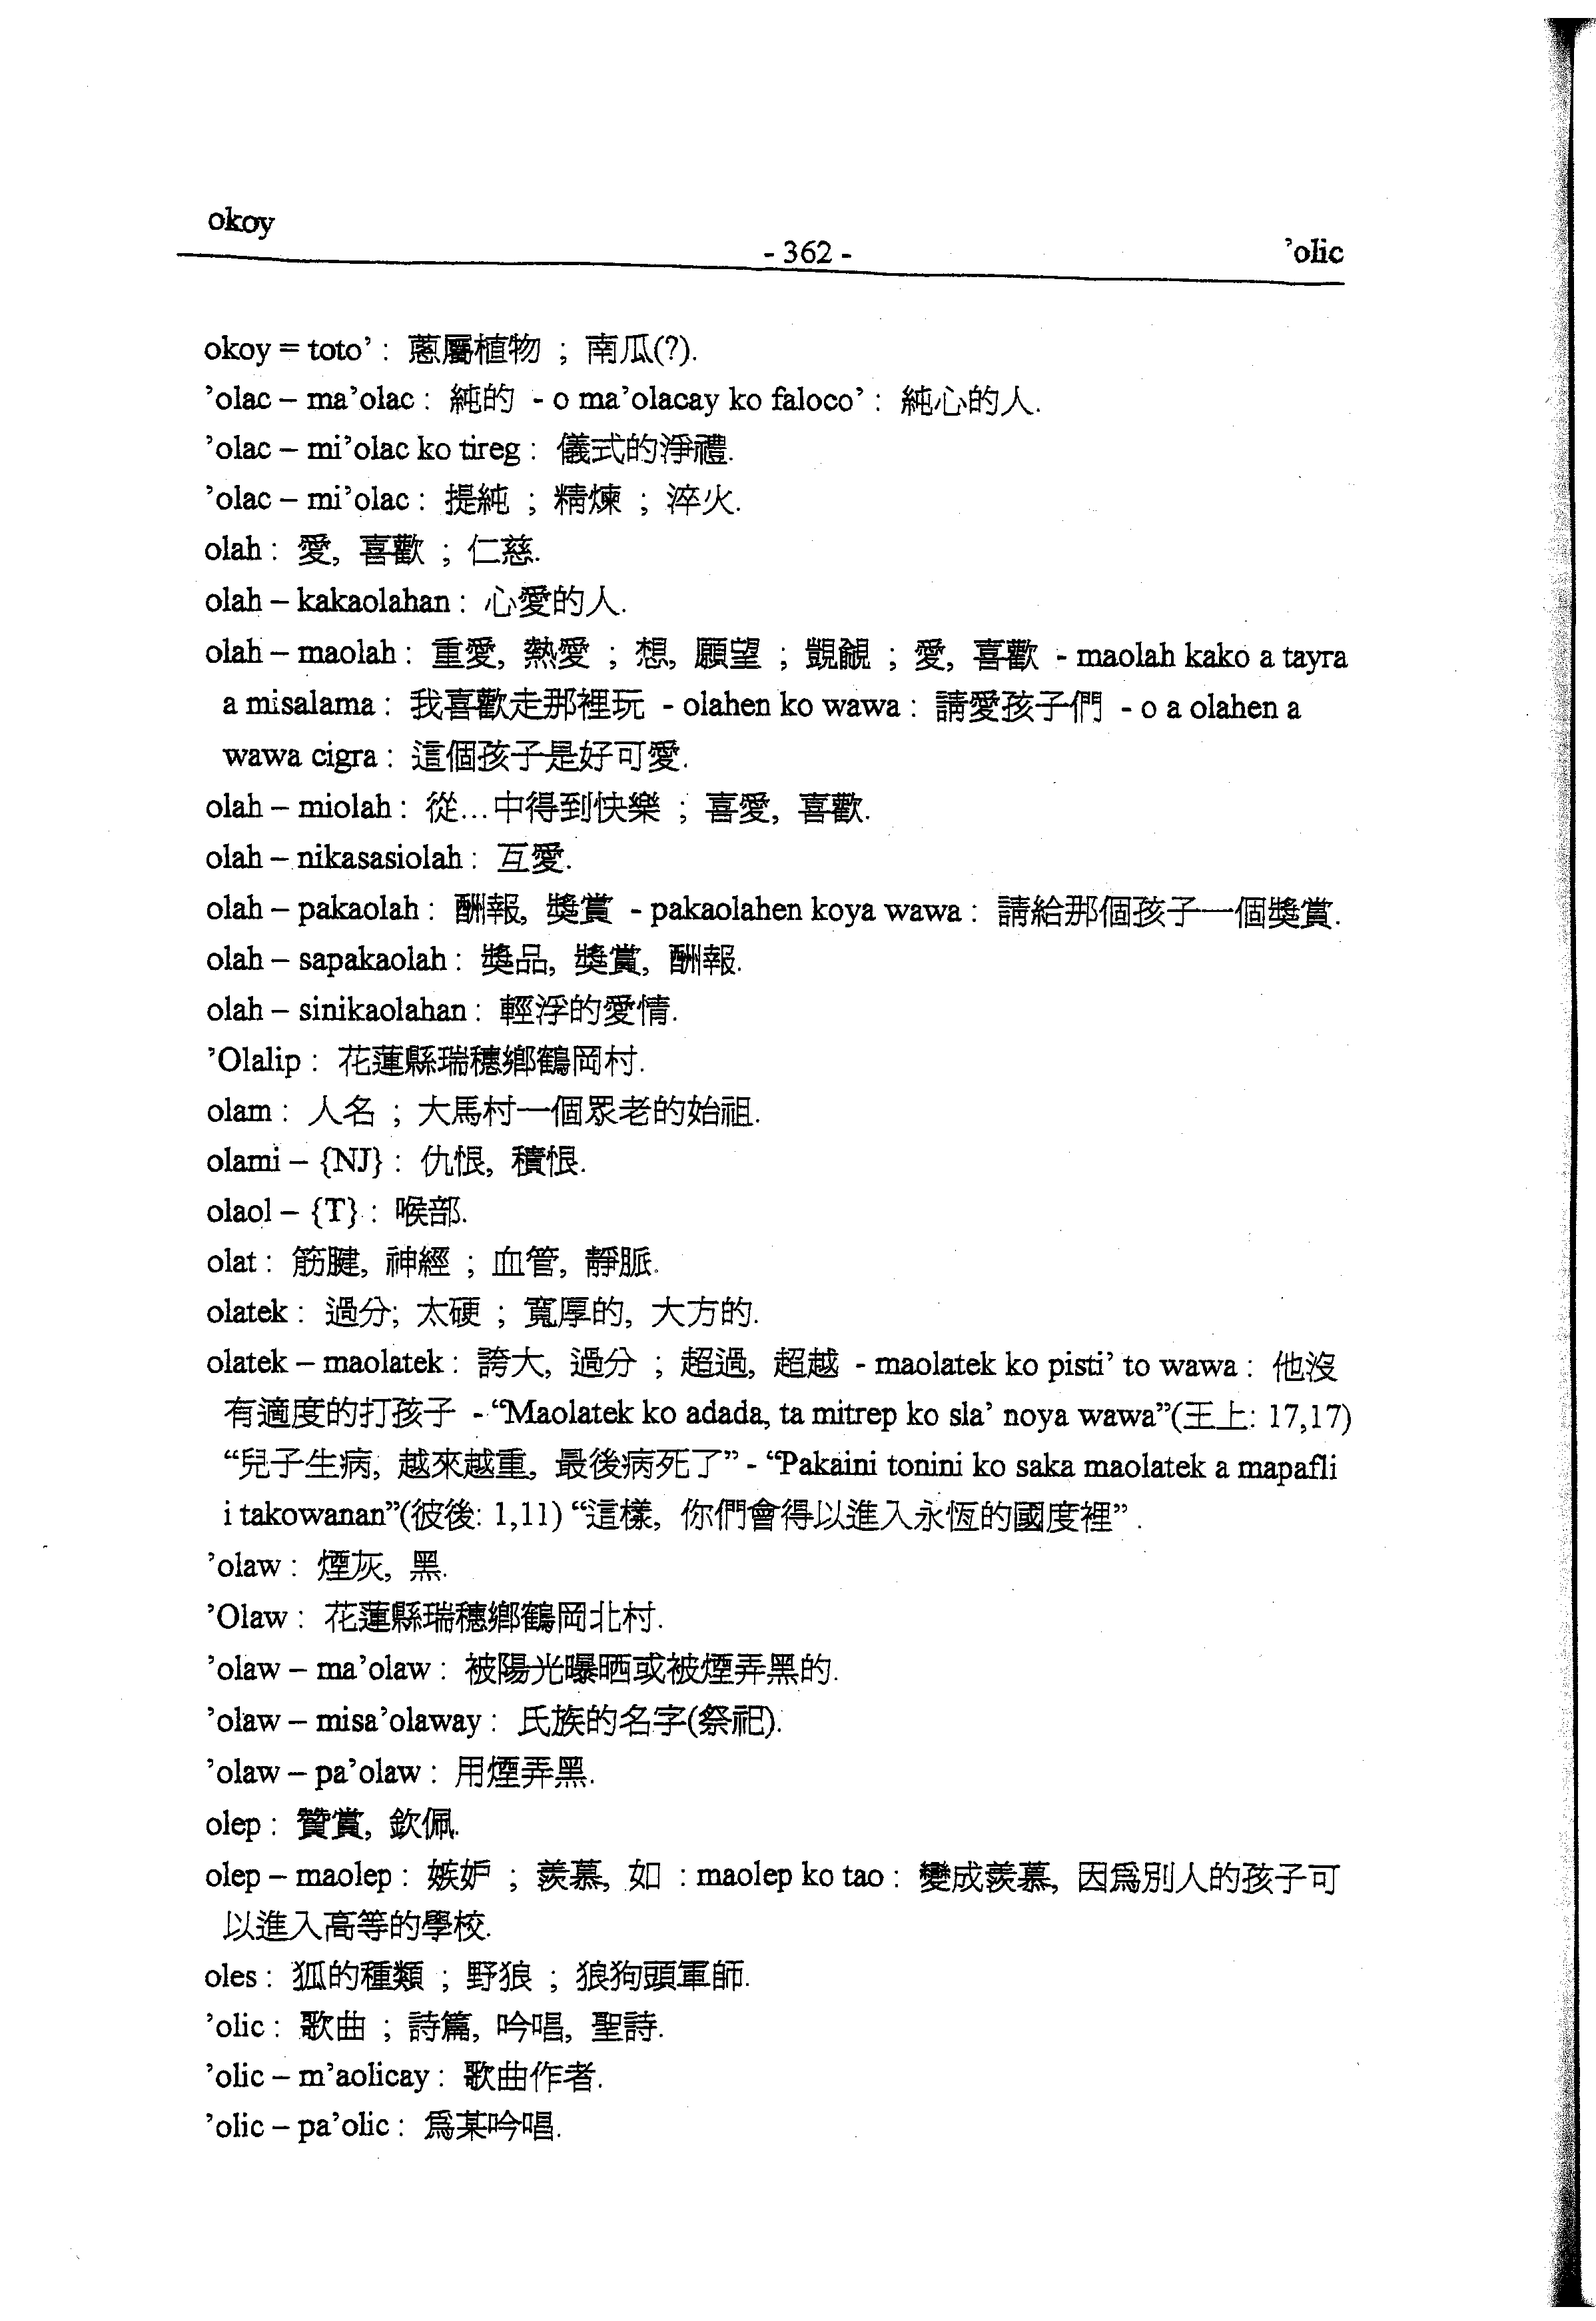 okoy
- 362 -
’olic
okoy = toto’ : 蔥屬植物 ; 南瓜(?).
’olac – ma’olac : 純的 - o ma’olacay ko faloco’ : 純心的人.
’olac – mi’olac ko tireg : 儀式的淨禮.
’olac – mi’olac : 提純 ; 精煉 ; 淬火.
olah : 愛, 喜歡 ; 仁慈.
olah – kakaolahan : 心愛的人.
olah – maolah : 重愛, 熱愛 ; 想, 願望 ; 覬覦 ; 愛, 喜歡 - maolah kako a tayra
a misalama : 我喜歡走那裡玩 - olahen ko wawa : 請愛孩子們 - o a olahen a
wawa cigra : 這個孩子是好可愛.
olah – miolah : 從...中得到快樂 ; 喜愛, 喜歡.
olah – nikasasiolah : 互愛.
olah – pakaolah : 酬報, 獎賞 - pakaolahen koya wawa : 請給那個孩子一個獎賞.
olah – sapakaolah : 獎品, 獎賞, 酬報.
olah – sinikaolahan : 輕浮的愛情.
’Olalip : 花蓮縣瑞穗鄉鶴岡村.
olam : 人名 ; 大馬村一個眾老的始祖.
olami – {NJ} : 仇恨, 積恨.
olaol – {T} : 喉部.
olat : 筋腱, 神經 ; 血管, 靜脈.
olatek : 過分; 太硬 ; 寬厚的, 大方的.
olatek – maolatek : 誇大, 過分 ; 超過, 超越 - maolatek ko pisti’ to wawa : 他沒
有適度的打孩子 - “Maolatek ko adada, ta mitrep ko sla’ noya wawa”(王上: 17,17)
“兒子生病, 越來越重, 最後病死了” - “Pakaini tonini ko saka maolatek a mapafli
i takowanan”(彼後: 1,11) “這樣, 你們會得以進入永恆的國度裡” .
’olaw : 煙灰, 黑.
’Olaw : 花蓮縣瑞穗鄉鶴岡北村.
’olaw – ma’olaw : 被陽光曝晒或被煙弄黑的.
’olaw – misa’olaway : 氏族的名字(祭祀).
’olaw – pa’olaw : 用煙弄黑.
olep : 贊賞, 欽佩.
olep – maolep : 嫉妒 ; 羨慕, 如 : maolep ko tao : 變成羨慕, 因爲別人的孩子可
以進入高等的學校.
oles : 狐的種類 ; 野狼 ; 狼狗頭軍師.
’olic : 歌曲 ; 詩篇, 吟唱, 聖詩.
’olic – m’aolicay : 歌曲作者.
’olic – pa’olic : 爲某吟唱.